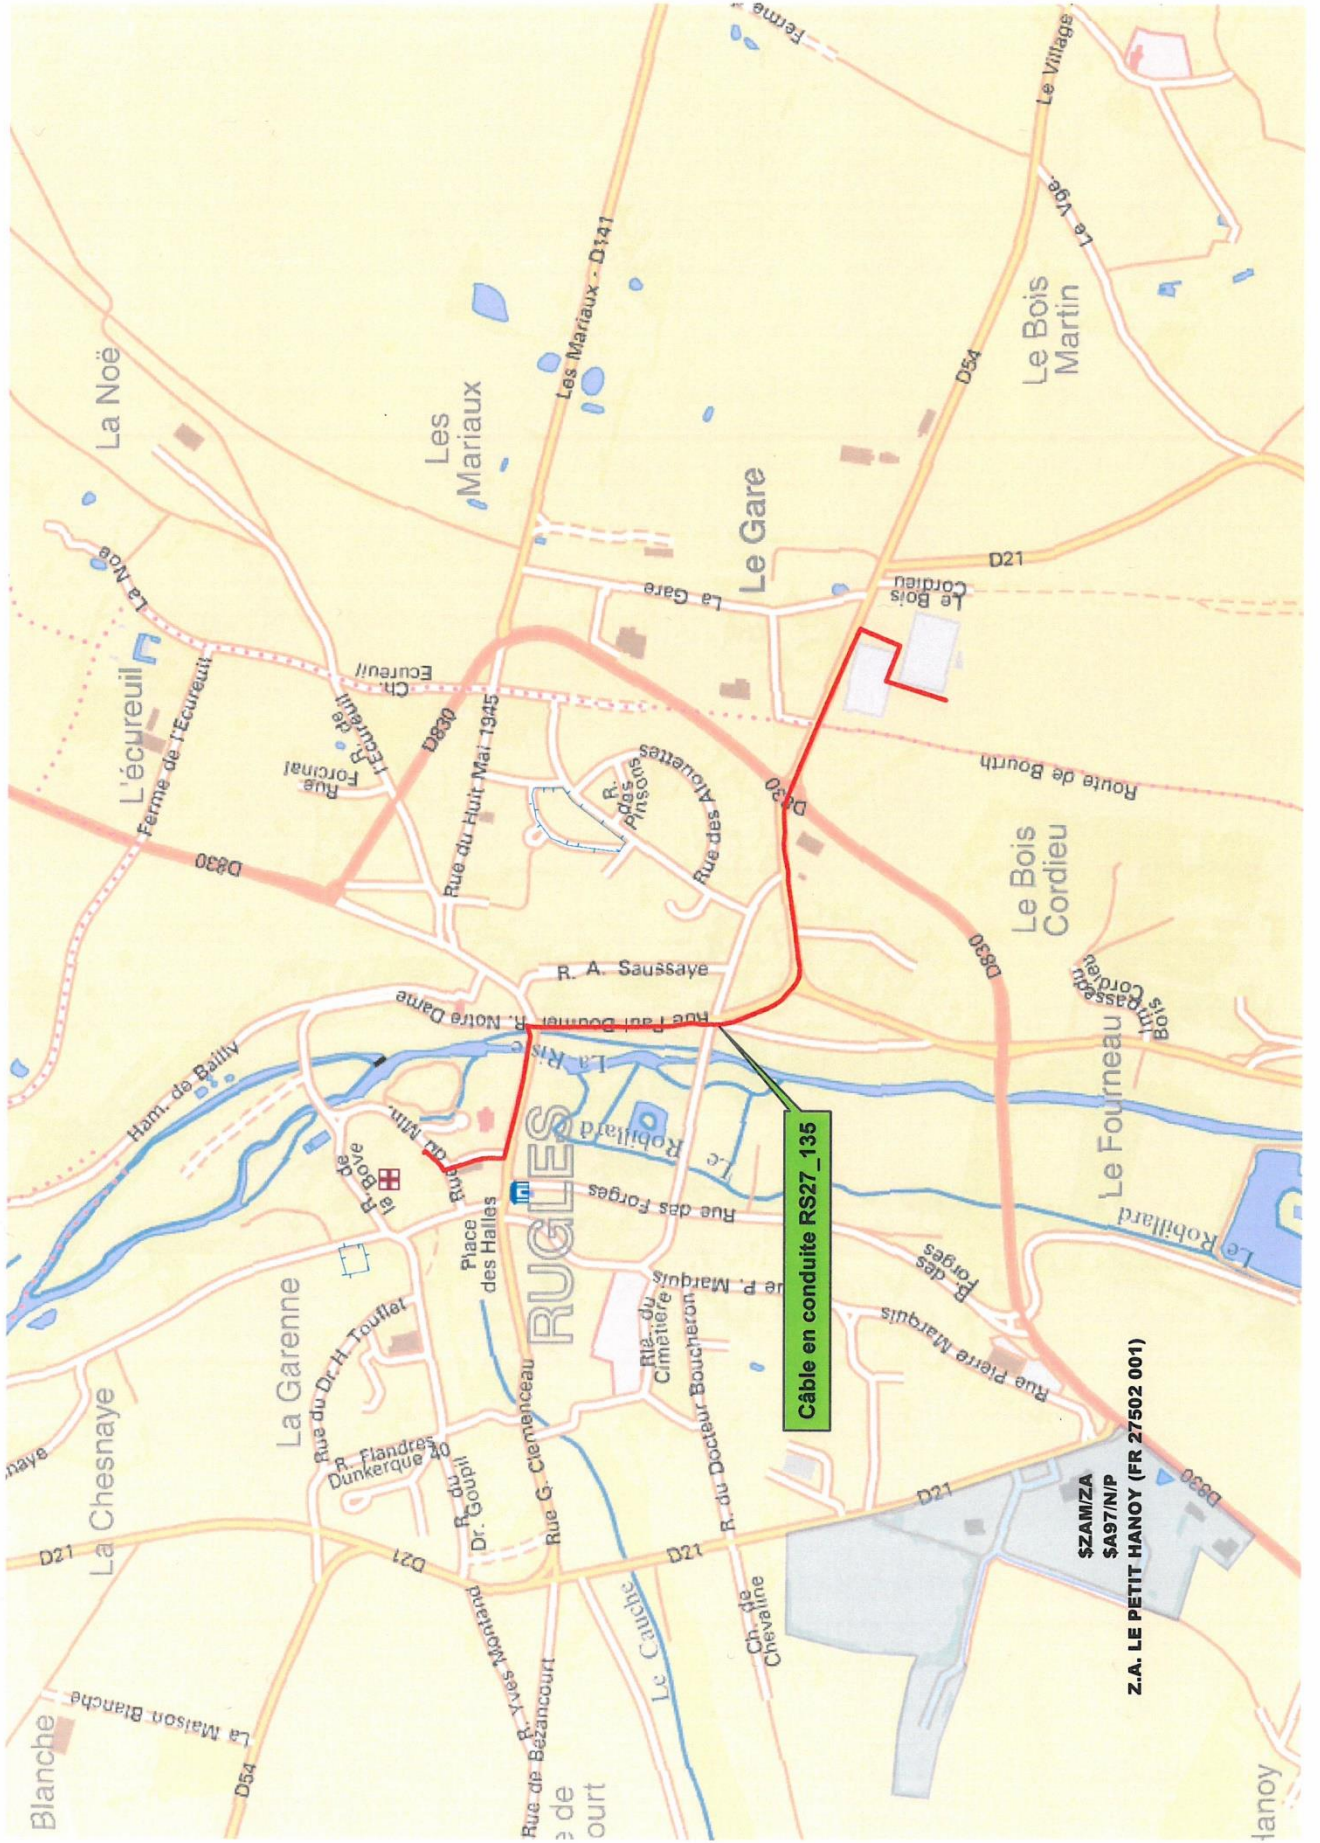 Blanche
La Maison Blanche
D54
La Chesnaye
D21
D21
La Garenne
Rue du Dr. H. Touflet
R. Flandres
Dunkerque 40
R. du
Dr. Goupil
R. Yves Montand
Rue de Bézancourt
Rue G. Clemenceau
Le Cauche
D21
Ch. de
Chevaline
R. du Docteur Boucheron
Rle. du
Cimetière
D21
$ZAM/ZA
$A97/N/P
Z.A. LE PETIT HANOY (FR 27502 001)
D830
Rue Pierre Marquis
R. des
Forges
Rue des Forges
Place
des Halles
RUGLES
R. de
la Bove
Rue du Mln.
Ham. de Bailly
R. Notre Dame
La Risle
Le Robillard
Rue Paul Doumer
R. A. Saussaye
Câble en conduite RS27_135
Le Robillard
Le Fourneau
Imp.
Bois Cordieu
D830
Le Bois
Cordieu
Route de Bourth
D830
Rue des Alouettes
R.
des
Pinsons
Rue du Huit Mai 1945
D830
D830
Rue
Forcinal
R. de
l'Ecureuil
Ch.
Ecureuil
Ferme de l'Ecureuil
L'écureuil
La Noë
La Noë
Les
Mariaux
Les Mariaux - D141
La Gare
Le Gare
Le Bois
Cordieu
D21
D54
Le Bois
Martin
Le Vge.
Le Village
Ferme